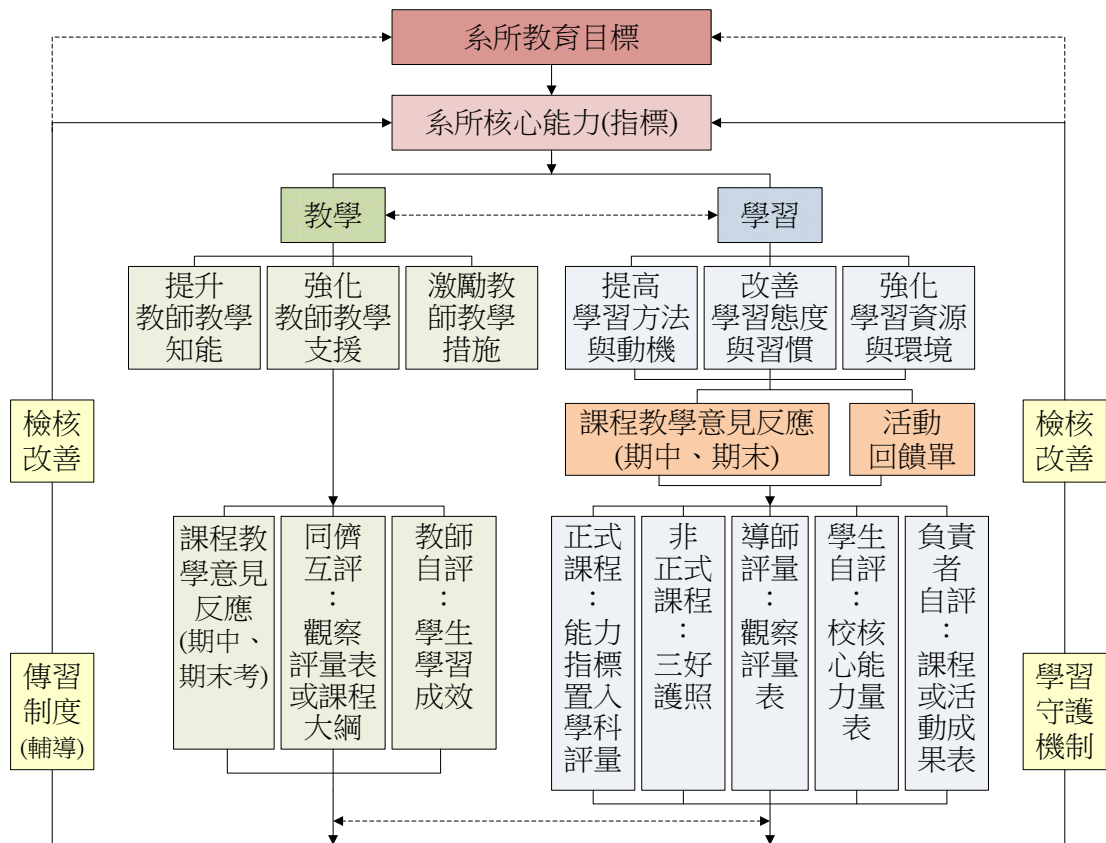 系所教育目標
系所核心能力(指標)
教學
學習
提升
教師教學
知能
強化
教師教學
支援
激勵教
師教學
措施
提高
學習方法
與動機
改善
學習態度
與習慣
強化
學習資源
與環境
檢核
改善
課程教學意見反應
(期中、期末)
活動
回饋單
檢核
改善
課程教
學意見
反應
(期中、
期末考)
同儕
互評
：
觀察
評量表
或課程
大綱
教師
自評
：
學生
學習
成效
正式
課程
：
能力
指標
置入
學科
評量
非
正式
課程
：
三好
護照
導師
評量
：
觀察
評量
表
學生
自評
：
校核
心能
力量
表
負責
者
自評
：
課程
或活
動成
果表
傳習
制度
(輔導)
學習
守護
機制